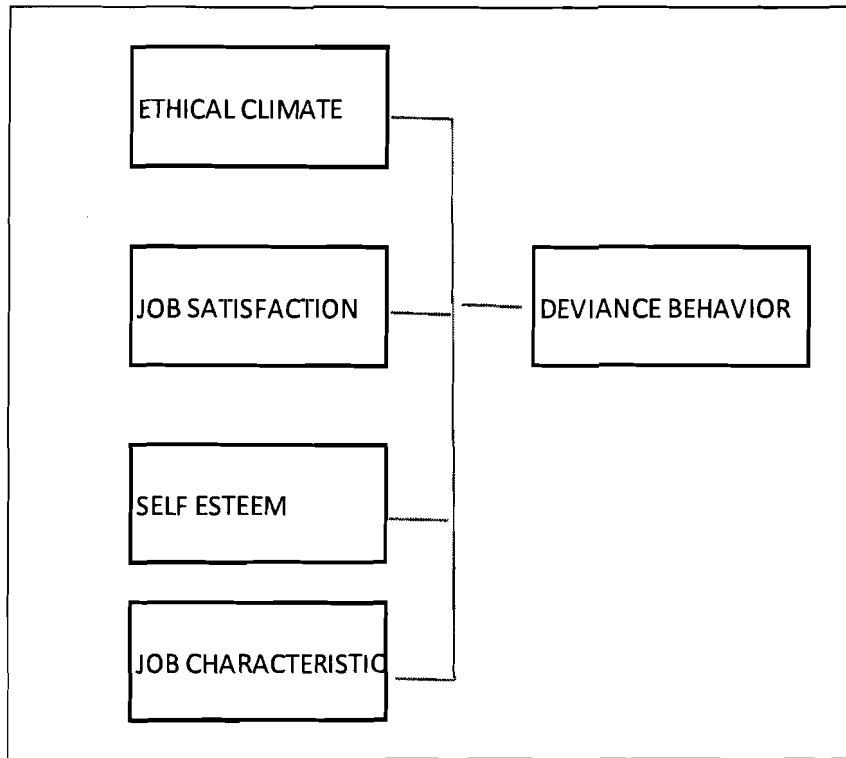 ETHICAL CLIMATE
JOB SATISFACTION
DEVIANCE BEHAVIOR
SELF ESTEEM
JOB CHARACTERISTIC